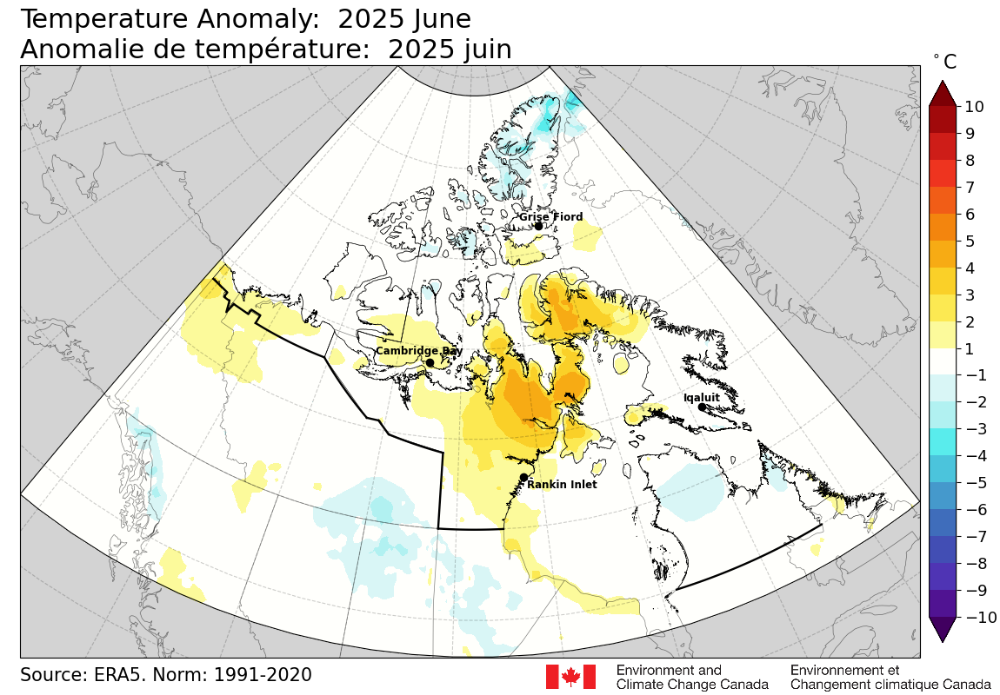 Temperature Anomaly:  2025 June
Anomalie de température:  2025 juin
°C
Grise Fiord
Cambridge Bay
Iqaluit
Rankin Inlet
10
9
8
7
6
5
4
3
2
1
−1
−2
−3
−4
−5
−6
−7
−8
−9
−10
Source: ERA5. Norm: 1991-2020
Environment and
Climate Change Canada
Environnement et
Changement climatique Canada